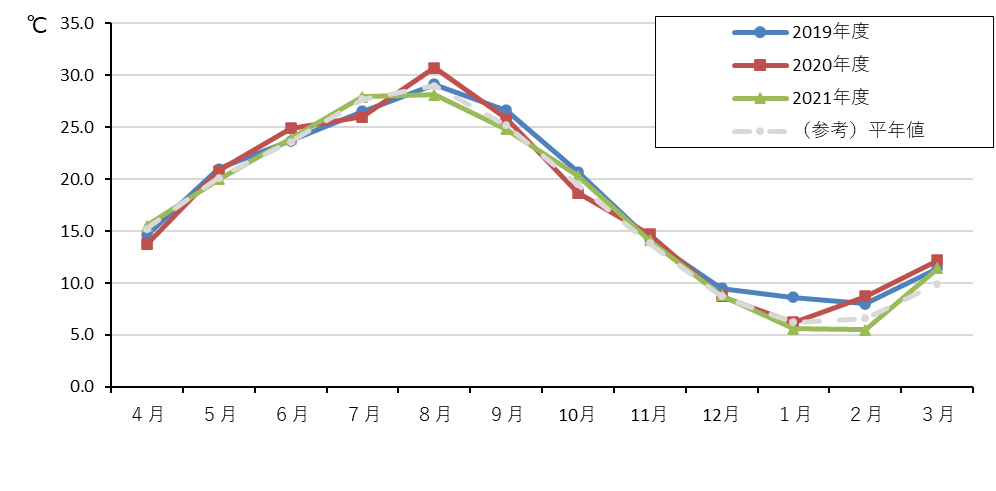 ℃
35.0
30.0
25.0
20.0
15.0
10.0
5.0
0.0
4月
5月
6月
7月
8月
9月
10月
11月
12月
1月
2月
3月
2019年度
2020年度
2021年度
（参考）平年値